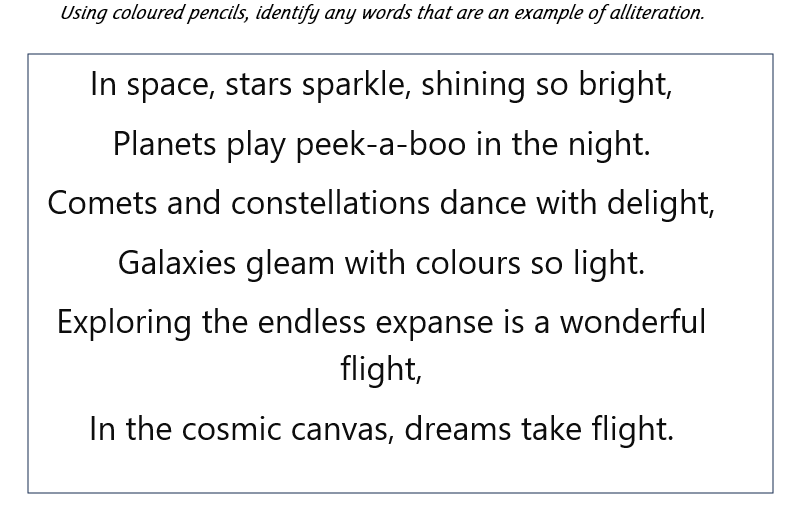 Using coloured pencils, identify any words that are an example of alliteration.
In space, stars sparkle, shining so bright,
Planets play peek-a-boo in the night.
Comets and constellations dance with delight,
Galaxies gleam with colours so light.
Exploring the endless expanse is a wonderful
flight,
In the cosmic canvas, dreams take flight.